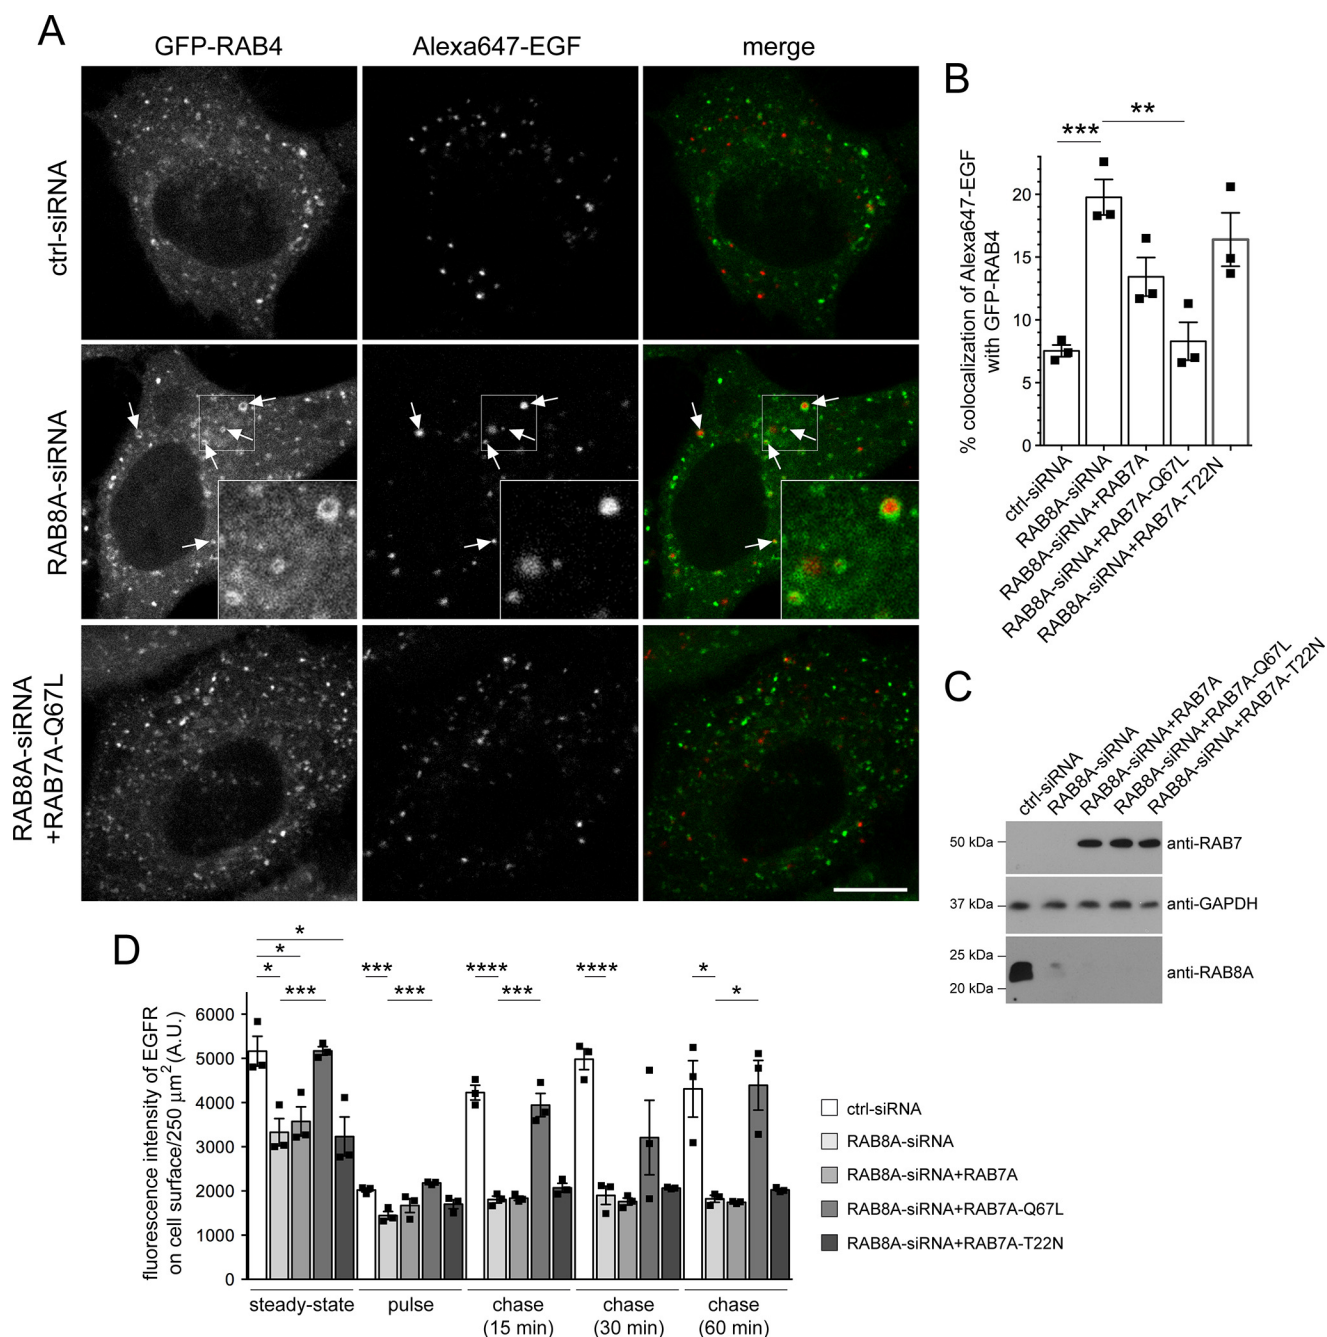 A
GFP-RAB4
Alexa647-EGF
merge
ctrl-siRNA
RAB8A-siRNA
RAB8A-siRNA
+RAB7A-Q67L
B
***
**
% colocalization of Alexa647-EGF
with GFP-RAB4
20
15
10
5
0
ctrl-siRNA
RAB8A-siRNA
RAB8A-siRNA+RAB7A
RAB8A-siRNA+RAB7A-Q67L
RAB8A-siRNA+RAB7A-T22N
C
ctrl-siRNA
RAB8A-siRNA
RAB8A-siRNA+RAB7A
RAB8A-siRNA+RAB7A-Q67L
RAB8A-siRNA+RAB7A-T22N
50 kDa
anti-RAB7
37 kDa
anti-GAPDH
25 kDa
20 kDa
anti-RAB8A
D
*
*
* *** **** **** *
*** *** *** *
fluorescence intensity of EGFR
on cell surface/250 µm² (A.U.)
6000
5000
4000
3000
2000
1000
0
steady-state
pulse
chase
(15 min)
chase
(30 min)
chase
(60 min)
ctrl-siRNA
RAB8A-siRNA
RAB8A-siRNA+RAB7A
RAB8A-siRNA+RAB7A-Q67L
RAB8A-siRNA+RAB7A-T22N